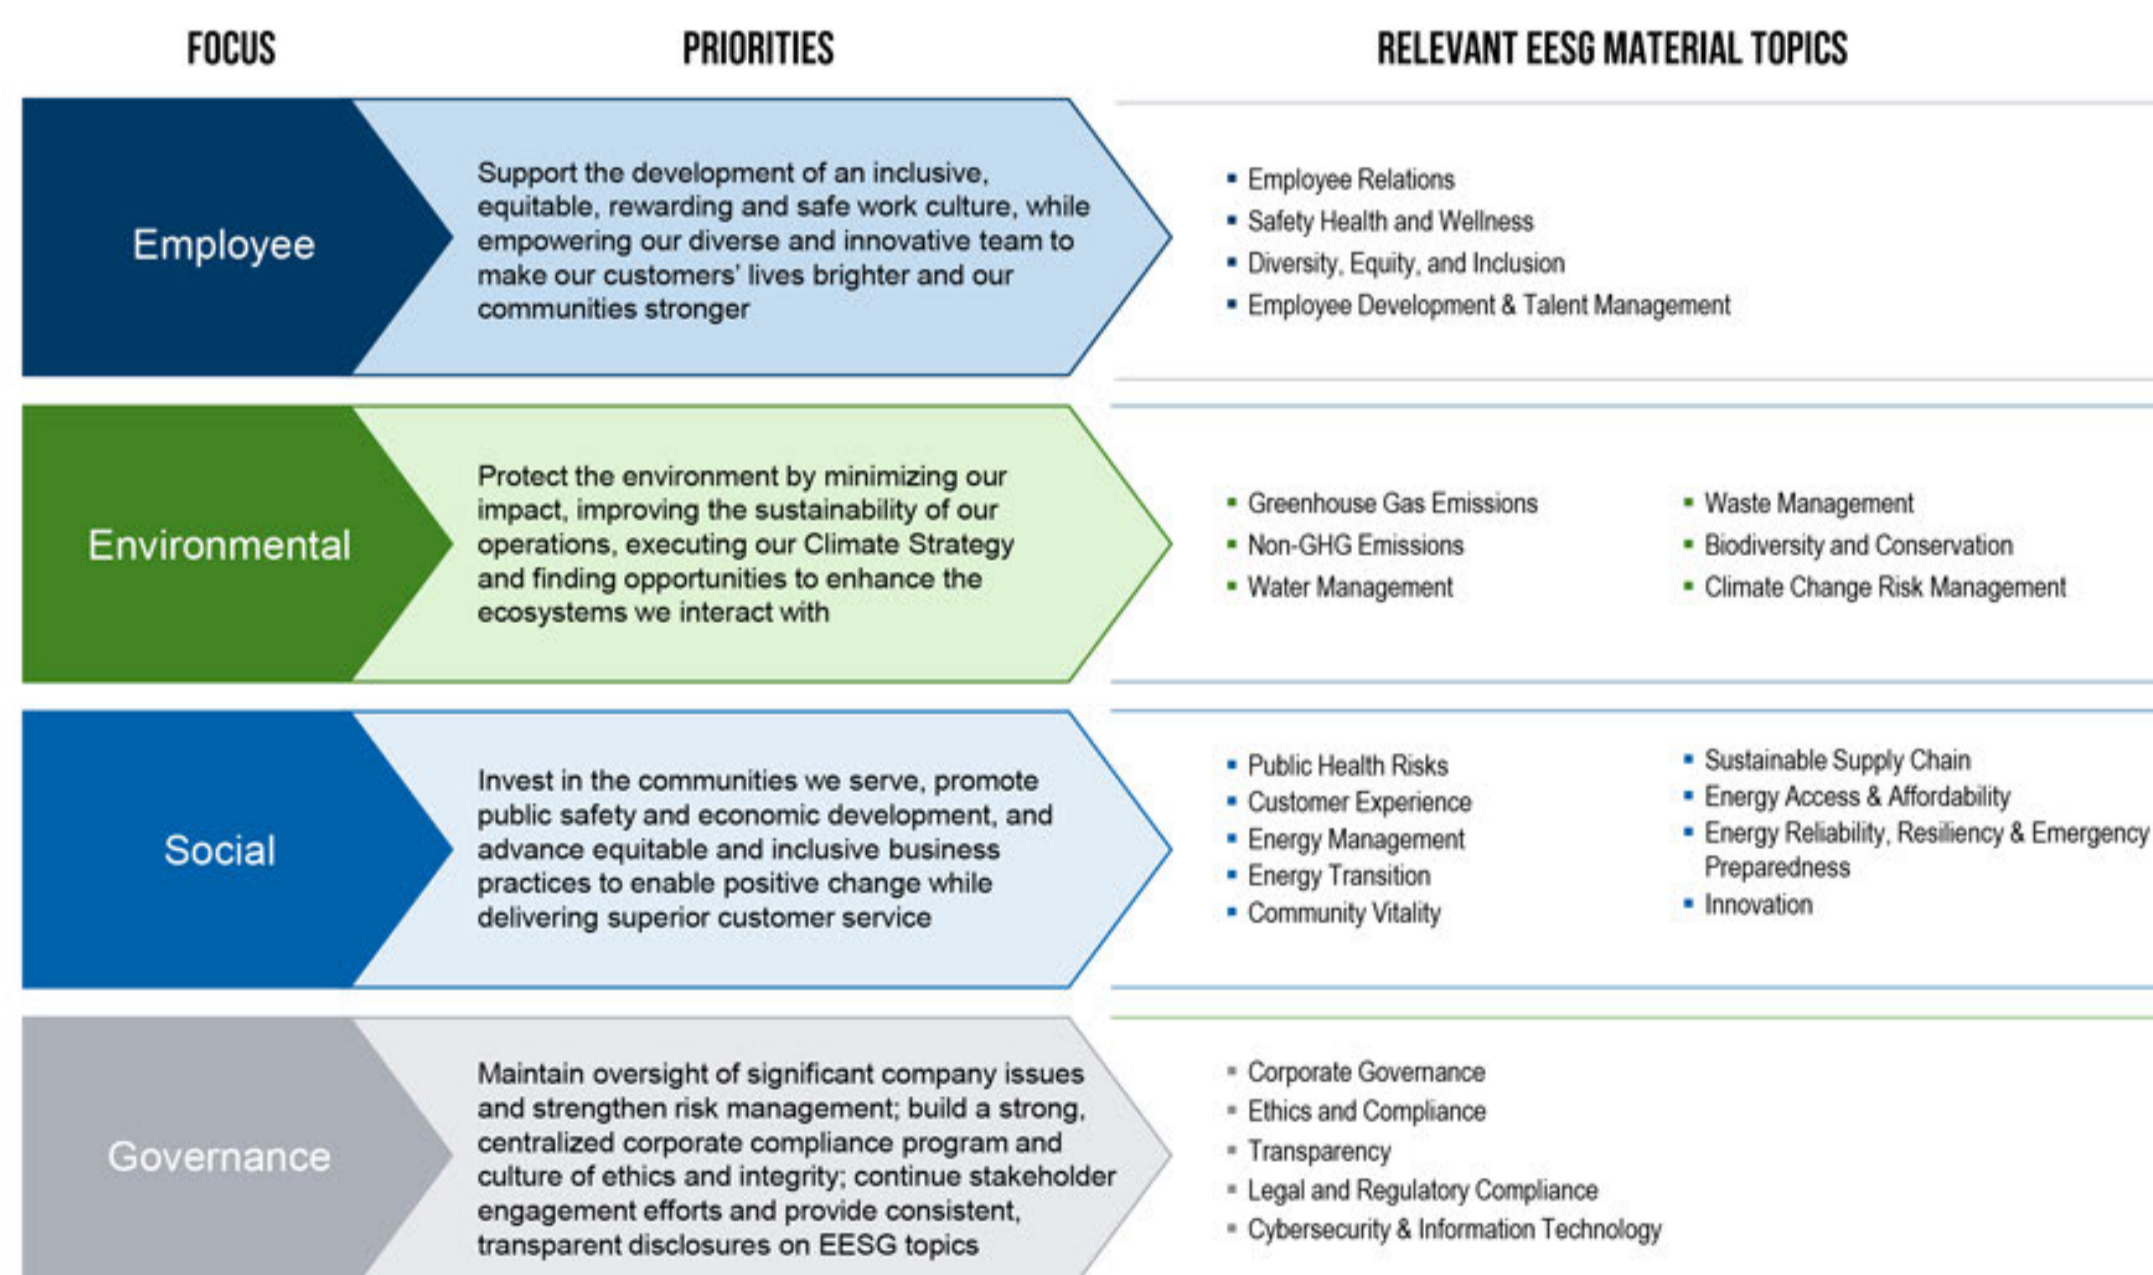 FOCUS
PRIORITIES
RELEVANT EESG MATERIAL TOPICS
Employee
Support the development of an inclusive,
equitable, rewarding and safe work culture, while
empowering our diverse and innovative team to
make our customers' lives brighter and our
communities stronger
▪ Employee Relations
▪ Safety Health and Wellness
▪ Diversity, Equity, and Inclusion
▪ Employee Development & Talent Management
Environmental
Protect the environment by minimizing our
impact, improving the sustainability of our
operations, executing our Climate Strategy
and finding opportunities to enhance the
ecosystems we interact with
▪ Greenhouse Gas Emissions
▪ Non-GHG Emissions
▪ Water Management
▪ Waste Management
▪ Biodiversity and Conservation
▪ Climate Change Risk Management
Social
Invest in the communities we serve, promote
public safety and economic development, and
advance equitable and inclusive business
practices to enable positive change while
delivering superior customer service
▪ Public Health Risks
▪ Customer Experience
▪ Energy Management
▪ Energy Transition
▪ Community Vitality
▪ Sustainable Supply Chain
▪ Energy Access & Affordability
▪ Energy Reliability, Resiliency & Emergency
Preparedness
▪ Innovation
Governance
Maintain oversight of significant company issues
and strengthen risk management; build a strong,
centralized corporate compliance program and
culture of ethics and integrity; continue stakeholder
engagement efforts and provide consistent,
transparent disclosures on EESG topics
▪ Corporate Governance
▪ Ethics and Compliance
▪ Transparency
▪ Legal and Regulatory Compliance
▪ Cybersecurity & Information Technology